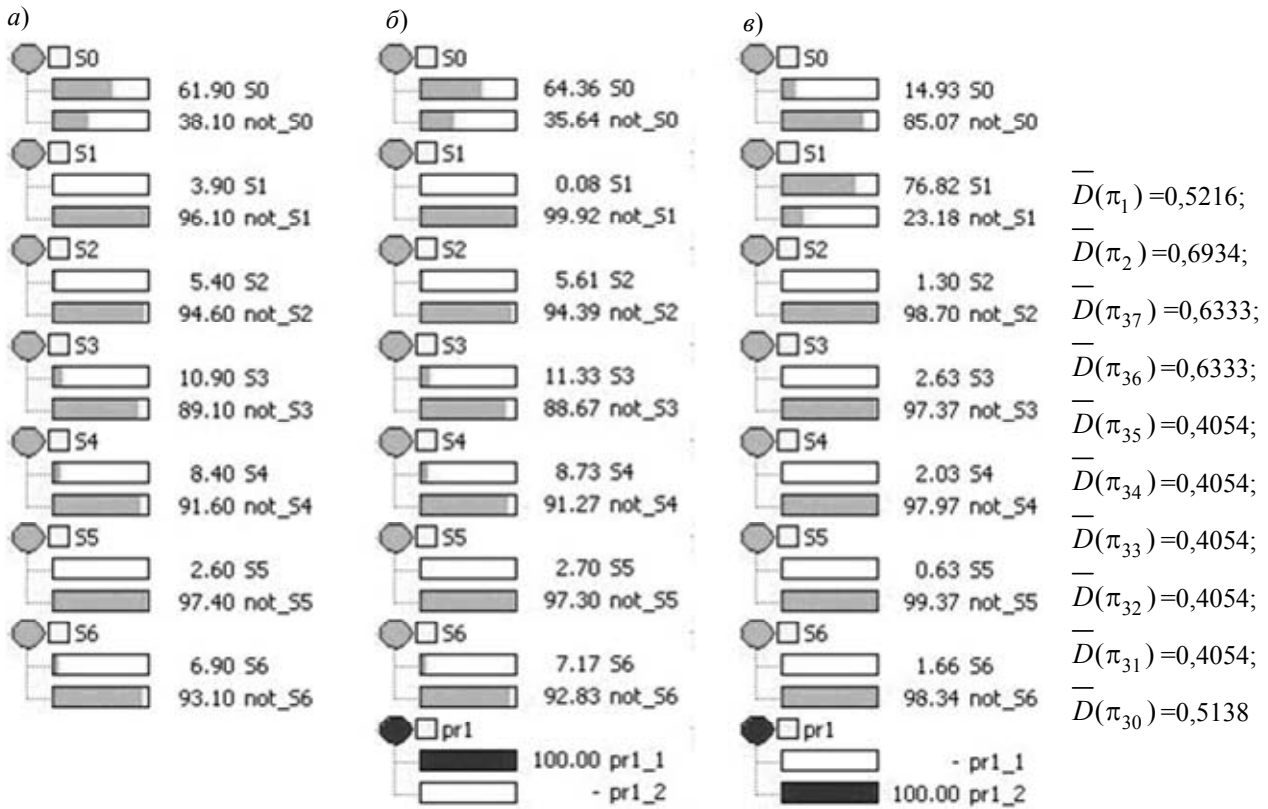 а)
S0
61.90 S0
38.10 not_S0
S1
3.90 S1
96.10 not_S1
S2
5.40 S2
94.60 not_S2
S3
10.90 S3
89.10 not_S3
S4
8.40 S4
91.60 not_S4
S5
2.60 S5
97.40 not_S5
S6
6.90 S6
93.10 not_S6
б)
S0
64.36 S0
35.64 not_S0
S1
0.08 S1
99.92 not_S1
S2
5.61 S2
94.39 not_S2
S3
11.33 S3
88.67 not_S3
S4
8.73 S4
91.27 not_S4
S5
2.70 S5
97.30 not_S5
S6
7.17 S6
92.83 not_S6
pr1
100.00 pr1_1
- pr1_2
в)
S0
14.93 S0
85.07 not_S0
S1
76.82 S1
23.18 not_S1
S2
1.30 S2
98.70 not_S2
S3
2.63 S3
97.37 not_S3
S4
2.03 S4
97.97 not_S4
S5
0.63 S5
99.37 not_S5
S6
1.66 S6
98.34 not_S6
pr1
- pr1_1
100.00 pr1_2
D̅(π₁)=0,5216;
D̅(π₂)=0,6934;
D̅(π₃₇)=0,6333;
D̅(π₃₆)=0,6333;
D̅(π₃₅)=0,4054;
D̅(π₃₄)=0,4054;
D̅(π₃₃)=0,4054;
D̅(π₃₂)=0,4054;
D̅(π₃₁)=0,4054;
D̅(π₃₀)=0,5138